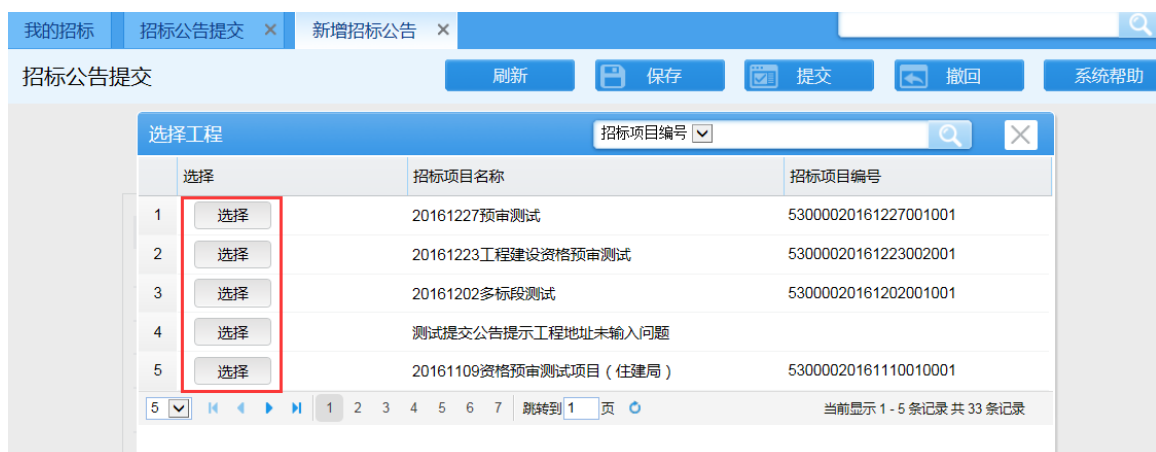 我的招标 招标公告提交 × 新增招标公告 ×
招标公告提交 刷新 保存 提交 撤回 系统帮助
选择工程 招标项目编号
选择 招标项目名称 招标项目编号
1 选择 20161227预审测试 53000020161227001001
2 选择 20161223工程建设资格预审测试 53000020161223002001
3 选择 20161202多标段测试 53000020161202001001
4 选择 测试提交公告提示工程地址未输入问题
5 选择 20161109资格预审测试项目（住建局） 53000020161110010001
5 1 2 3 4 5 6 7 跳转到 1 页 当前显示 1 - 5 条记录 共 33 条记录